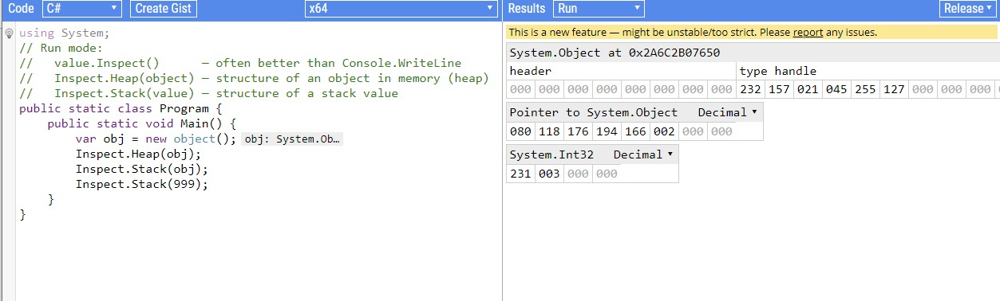 Code C# Create Gist x64 Results Run Release
using System;
// Run mode:
//   value.Inspect()      — often better than Console.WriteLine
//   Inspect.Heap(object) — structure of an object in memory (heap)
//   Inspect.Stack(value) — structure of a stack value
public static class Program {
    public static void Main() {
        var obj = new object(); obj: System.Ob…
        Inspect.Heap(obj);
        Inspect.Stack(obj);
        Inspect.Stack(999);
    }
}
This is a new feature — might be unstable/too strict. Please report any issues.
System.Object at 0x2A6C2B07650
header type handle
000 000 000 000 000 000 000 000 232 157 021 045 255 127 000 000 000
Pointer to System.Object Decimal
080 118 176 194 166 002 000 000
System.Int32 Decimal
231 003 000 000